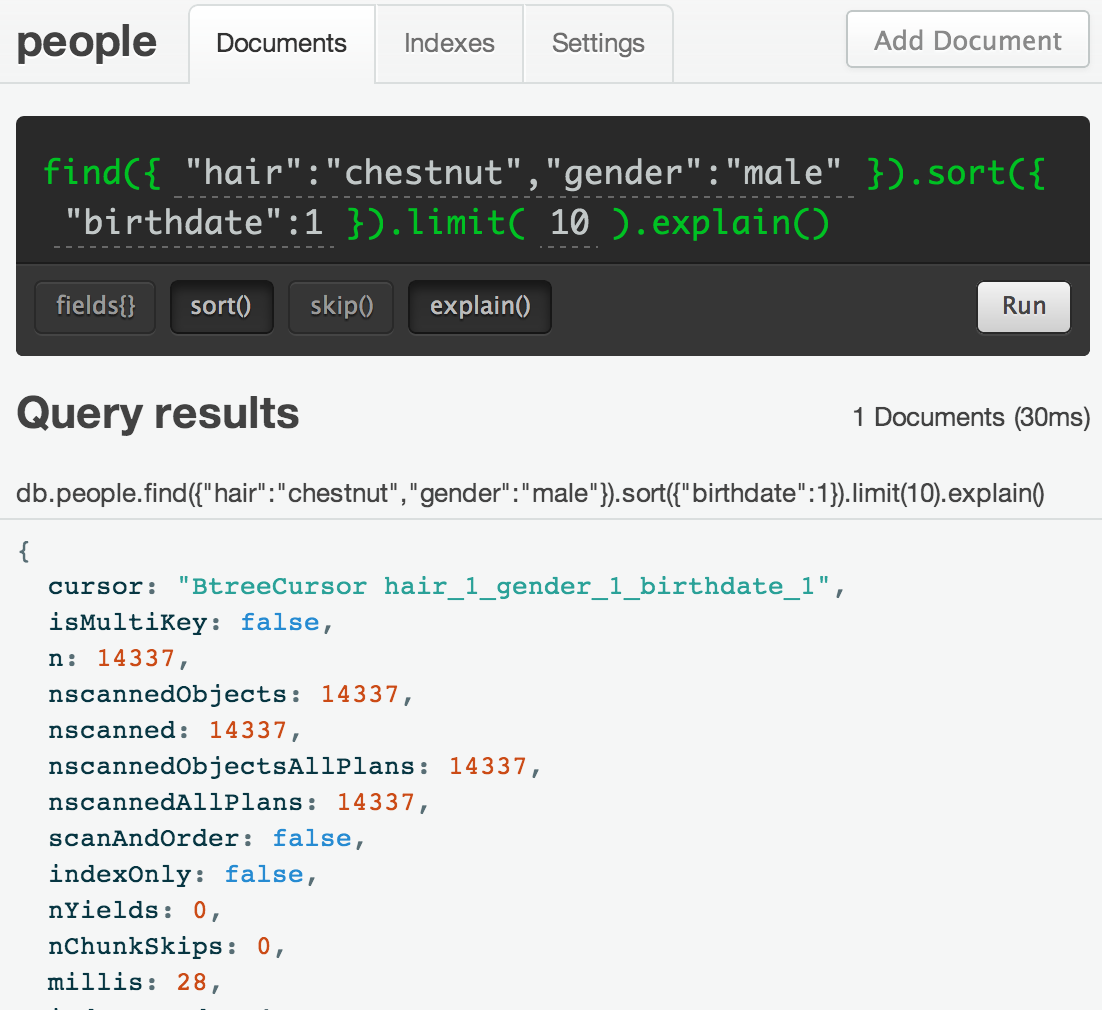 people Documents Indexes Settings Add Document
find({ "hair":"chestnut","gender":"male" }).sort({
"birthdate":1 }).limit( 10 ).explain()
fields{} sort() skip() explain() Run
Query results 1 Documents (30ms)
db.people.find({"hair":"chestnut","gender":"male"}).sort({"birthdate":1}).limit(10).explain()
{
cursor: "BtreeCursor hair_1_gender_1_birthdate_1",
isMultiKey: false,
n: 14337,
nscannedObjects: 14337,
nscanned: 14337,
nscannedObjectsAllPlans: 14337,
nscannedAllPlans: 14337,
scanAndOrder: false,
indexOnly: false,
nYields: 0,
nChunkSkips: 0,
millis: 28,